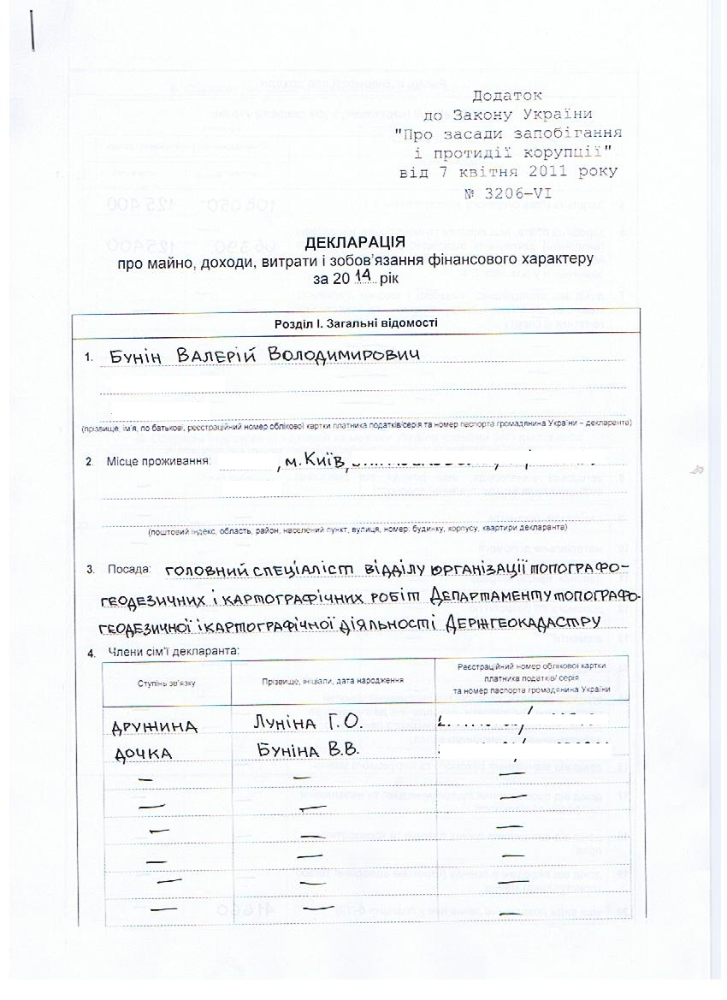 Додаток
до Закону України
"Про засади запобігання
і протидії корупції"
від 7 квітня 2011 року
№ 3206-VI
ДЕКЛАРАЦІЯ
про майно, доходи, витрати і зобов'язання фінансового характеру
за 2014 рік
Розділ I. Загальні відомості
1. Бунін Валерій Володимирович
(прізвище, ім'я, по батькові, реєстраційний номер облікової картки платника податків/серія та номер паспорта громадянина України – декларанта)
2. Місце проживання: , м. Київ,
(поштовий індекс, область, район, населений пункт, вулиця, номер: будинку, корпусу, квартири декларанта)
3. Посада: головний спеціаліст відділу організації топографо-
геодезичних і картографічних робіт Департаменту топографо-
геодезичної і картографічної діяльності Держгеокадастру
4. Члени сім'ї декларанта:
Ступінь зв'язку Прізвище, ініціали, дата народження Реєстраційний номер облікової картки
платника податків/ серія
та номер паспорта громадянина України
дружина Луніна Г.О.
дочка Буніна В.В.
— — —
— — —
— — —
— — —
— — —
— — —